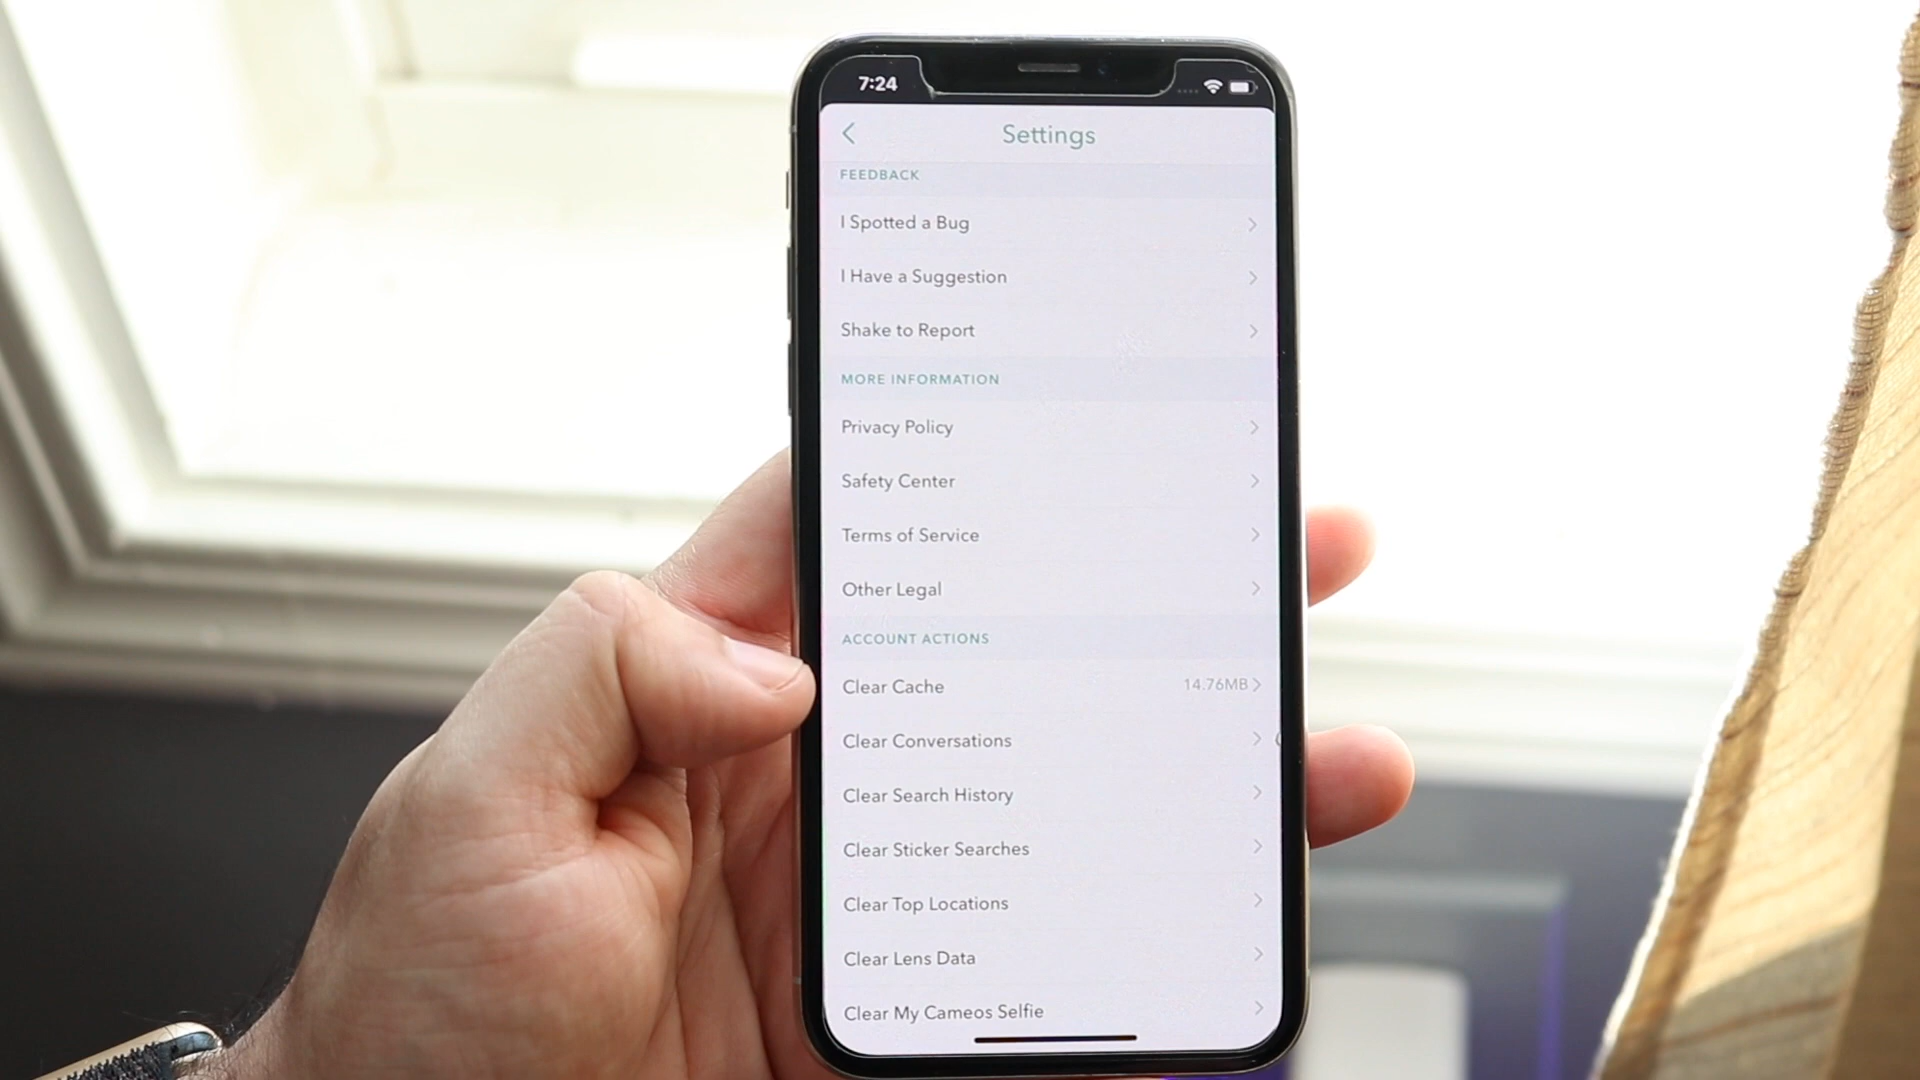 7:24
Settings
FEEDBACK
I Spotted a Bug
I Have a Suggestion
Shake to Report
MORE INFORMATION
Privacy Policy
Safety Center
Terms of Service
Other Legal
ACCOUNT ACTIONS
Clear Cache 14.76MB
Clear Conversations
Clear Search History
Clear Sticker Searches
Clear Top Locations
Clear Lens Data
Clear My Cameos Selfie